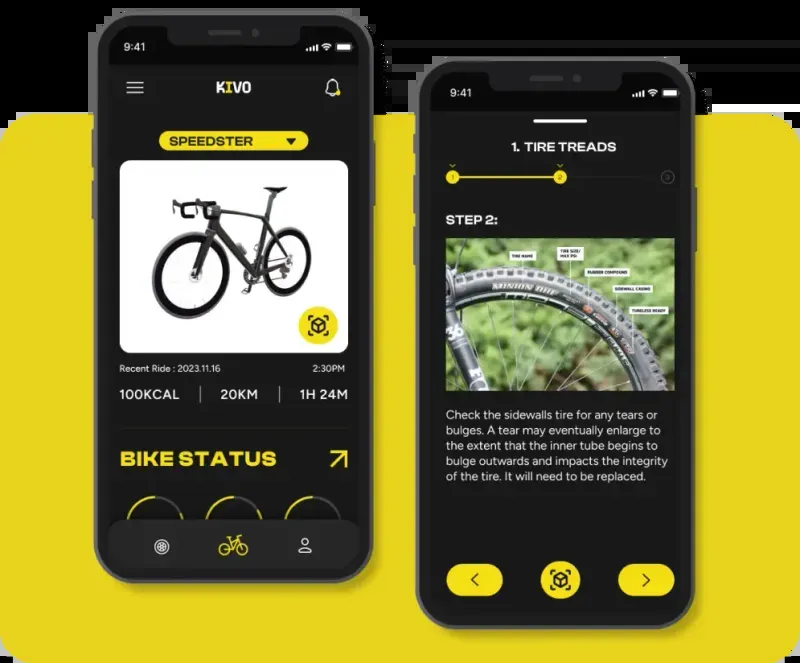 9:41
KIVO
SPEEDSTER
Recent Ride : 2023.11.16 2:30PM
100KCAL 20KM 1H 24M
BIKE STATUS
9:41
1. TIRE TREADS
1 2 3
STEP 2:
TIRE NAME
TIRE SIZE/
MAX PSI
RUBBER COMPOUND
SIDEWALL CASING
TUBELESS READY
MINION DHF
36
Check the sidewalls tire for any tears or
bulges. A tear may eventually enlarge to
the extent that the inner tube begins to
bulge outwards and impacts the integrity
of the tire. It will need to be replaced.